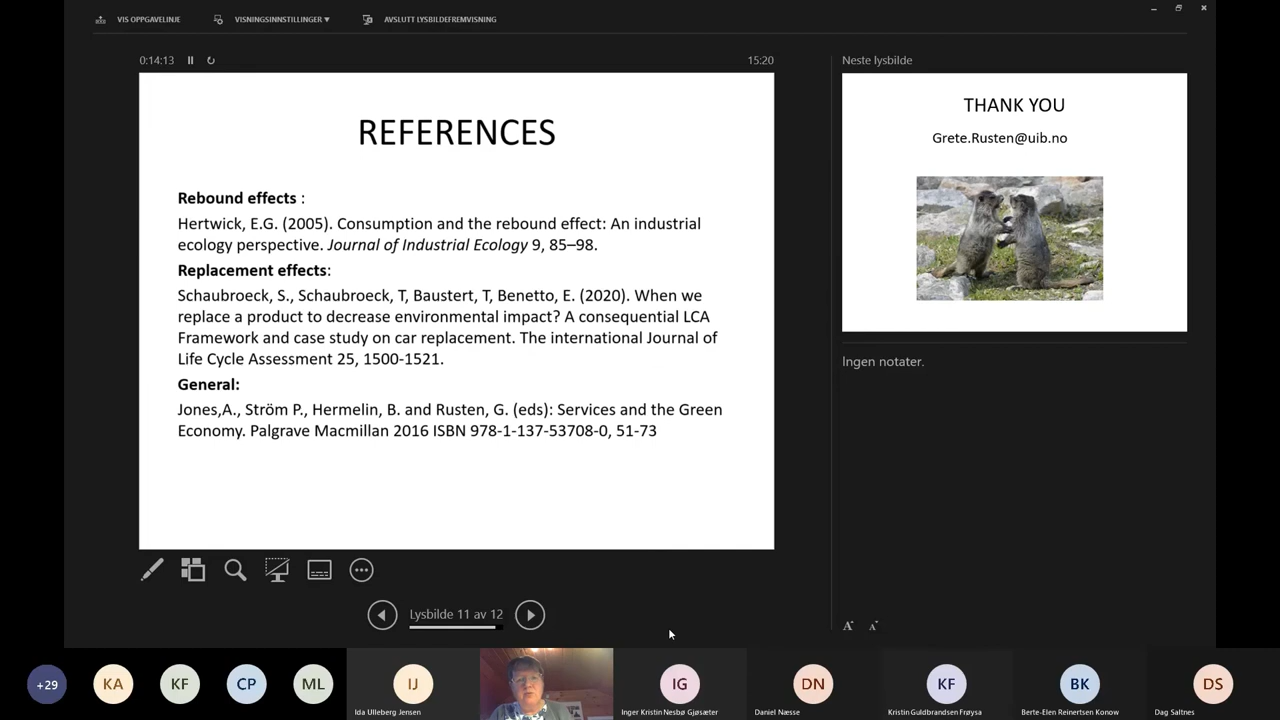 VIS OPPGAVELINJE
VISNINGSINNSTILLINGER ▾
AVSLUTT LYSBILDEFREMVISNING
0:14:13
15:20
REFERENCES
Rebound effects :
Hertwick, E.G. (2005). Consumption and the rebound effect: An industrial
ecology perspective. Journal of Industrial Ecology 9, 85–98.
Replacement effects:
Schaubroeck, S., Schaubroeck, T, Baustert, T, Benetto, E. (2020). When we
replace a product to decrease environmental impact? A consequential LCA
Framework and case study on car replacement. The international Journal of
Life Cycle Assessment 25, 1500-1521.
General:
Jones,A., Ström P., Hermelin, B. and Rusten, G. (eds): Services and the Green
Economy. Palgrave Macmillan 2016 ISBN 978-1-137-53708-0, 51-73
Lysbilde 11 av 12
Neste lysbilde
THANK YOU
Grete.Rusten@uib.no
Ingen notater.
A A
+29
KA
KF
CP
ML
IJ
Ida Ulleberg Jensen
IG
Inger Kristin Nesbø Gjøsæter
DN
Daniel Næsse
KF
Kristin Guldbrandsen Frøysa
BK
Berte-Elen Reinertsen Konow
DS
Dag Saltnes